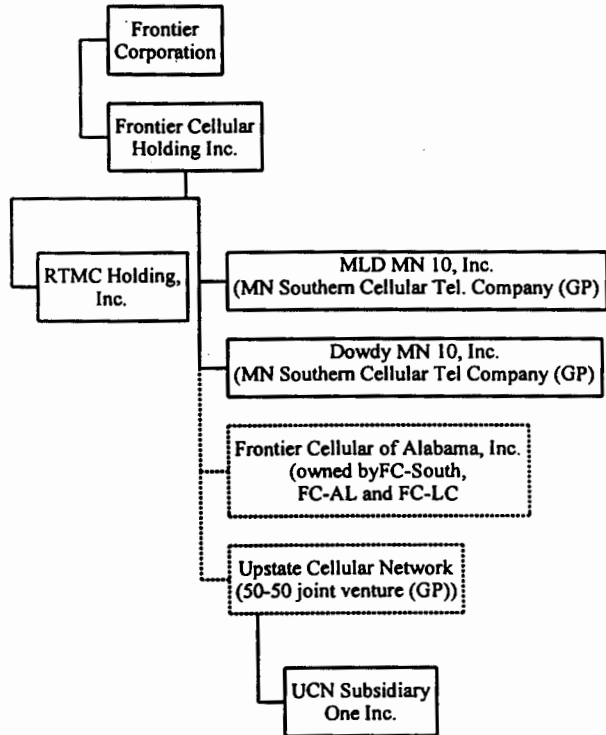 Frontier
Corporation
Frontier Cellular
Holding Inc.
RTMC Holding,
Inc.
MLD MN 10, Inc.
(MN Southern Cellular Tel. Company (GP)
Dowdy MN 10, Inc.
(MN Southern Cellular Tel Company (GP)
Frontier Cellular of Alabama, Inc.
(owned byFC-South,
FC-AL and FC-LC
Upstate Cellular Network
(50-50 joint venture (GP))
UCN Subsidiary
One Inc.